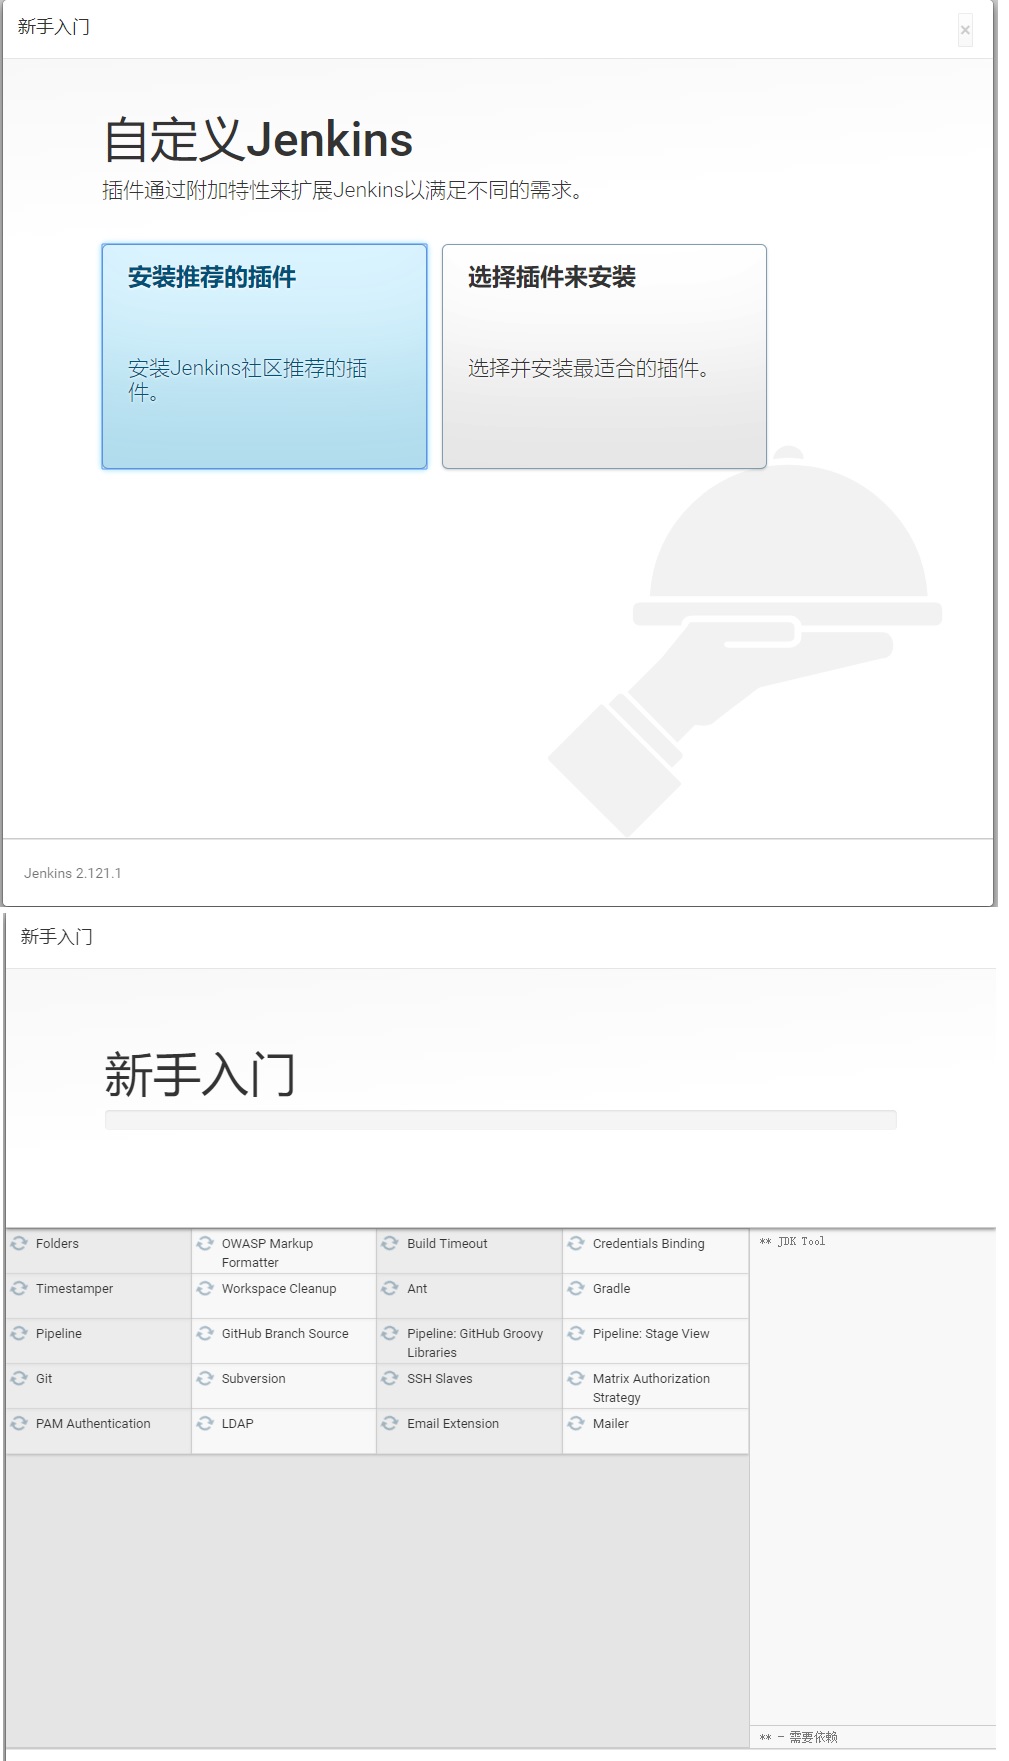 新手入门
×
自定义Jenkins
插件通过附加特性来扩展Jenkins以满足不同的需求。
安装推荐的插件
安装Jenkins社区推荐的插
件。
选择插件来安装
选择并安装最适合的插件。
Jenkins 2.121.1
新手入门
新手入门
Folders
OWASP Markup
Formatter
Build Timeout
Credentials Binding
** JDK Tool
Timestamper
Workspace Cleanup
Ant
Gradle
Pipeline
GitHub Branch Source
Pipeline: GitHub Groovy
Libraries
Pipeline: Stage View
Git
Subversion
SSH Slaves
Matrix Authorization
Strategy
PAM Authentication
LDAP
Email Extension
Mailer
** - 需要依赖